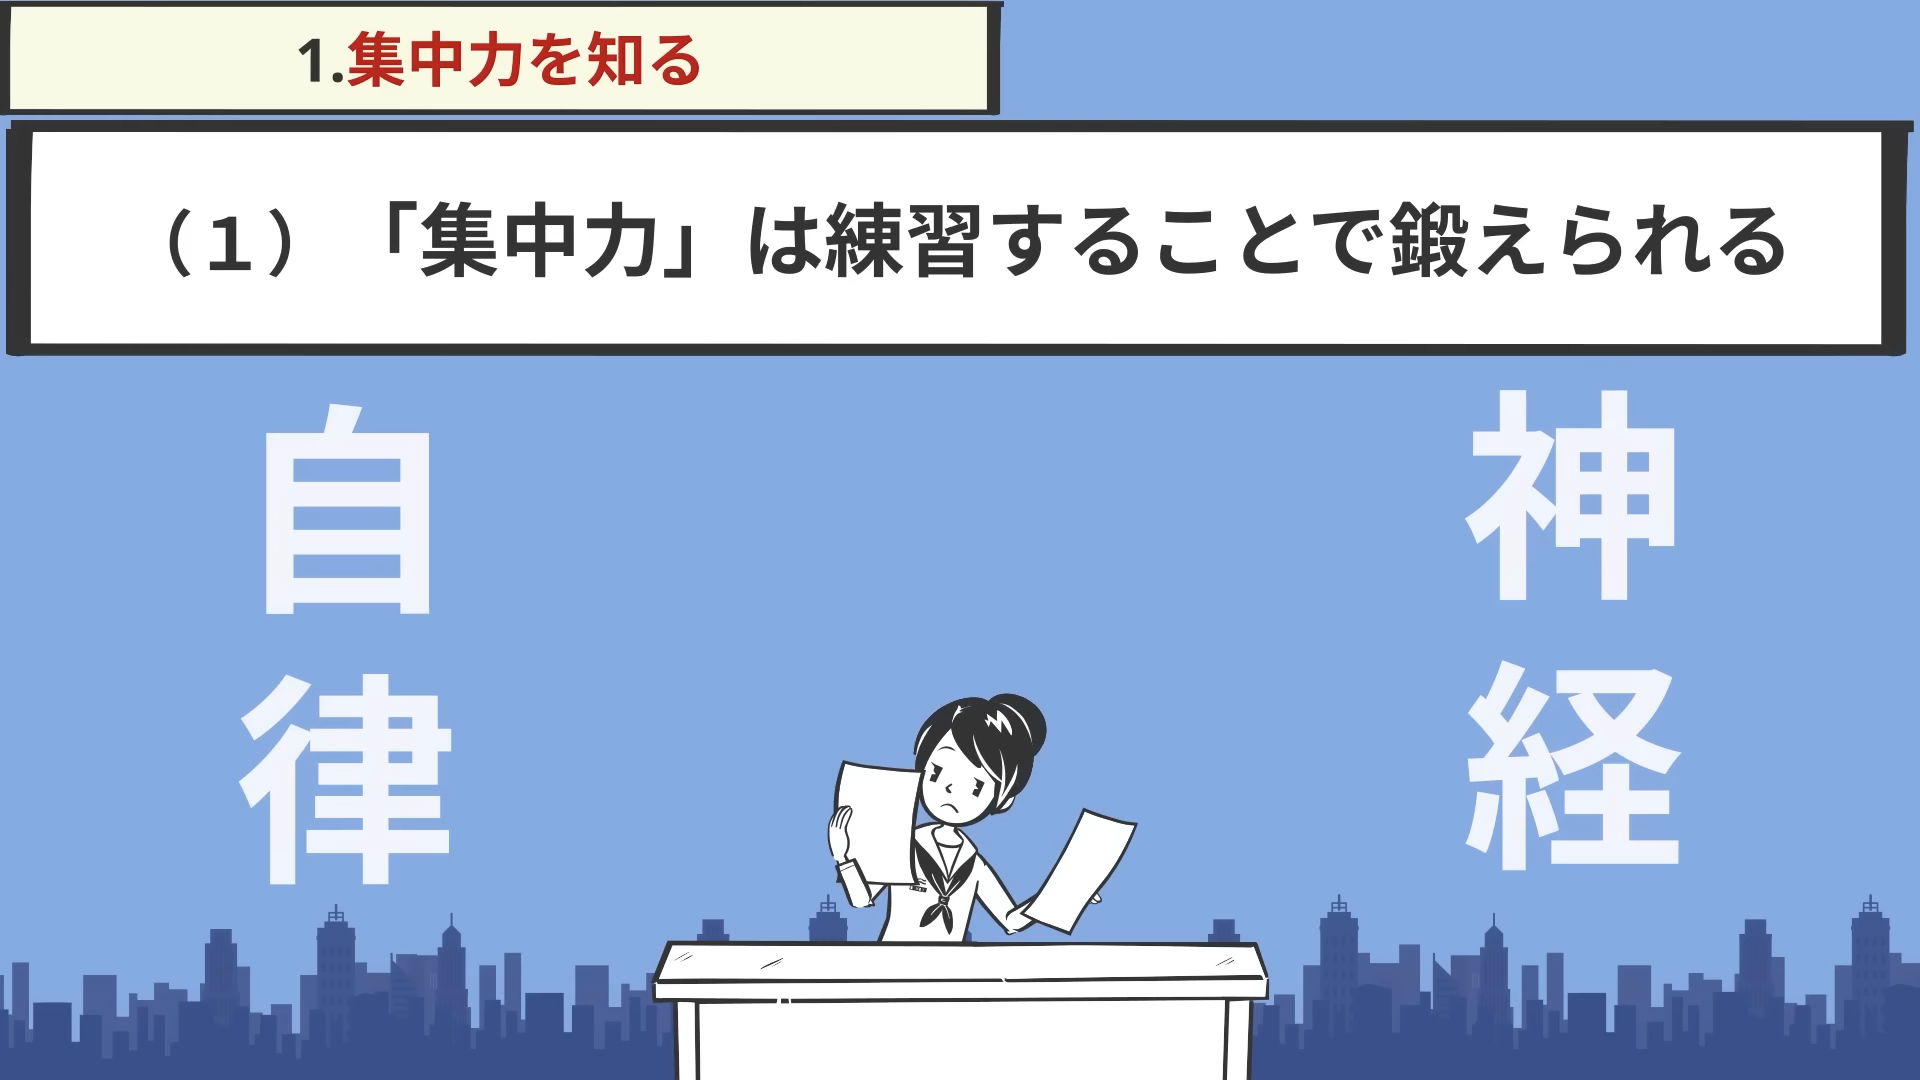 1.集中力を知る
（１）「集中力」は練習することで鍛えられる
自律
神経